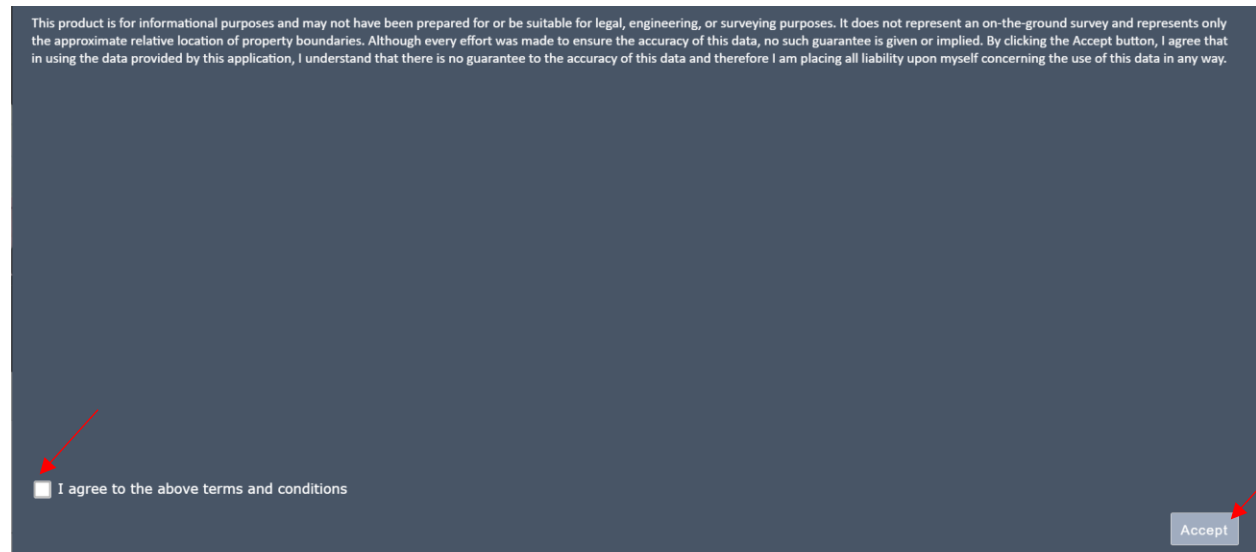 This product is for informational purposes and may not have been prepared for or be suitable for legal, engineering, or surveying purposes. It does not represent an on-the-ground survey and represents only
the approximate relative location of property boundaries. Although every effort was made to ensure the accuracy of this data, no such guarantee is given or implied. By clicking the Accept button, I agree that
in using the data provided by this application, I understand that there is no guarantee to the accuracy of this data and therefore I am placing all liability upon myself concerning the use of this data in any way.
I agree to the above terms and conditions
Accept